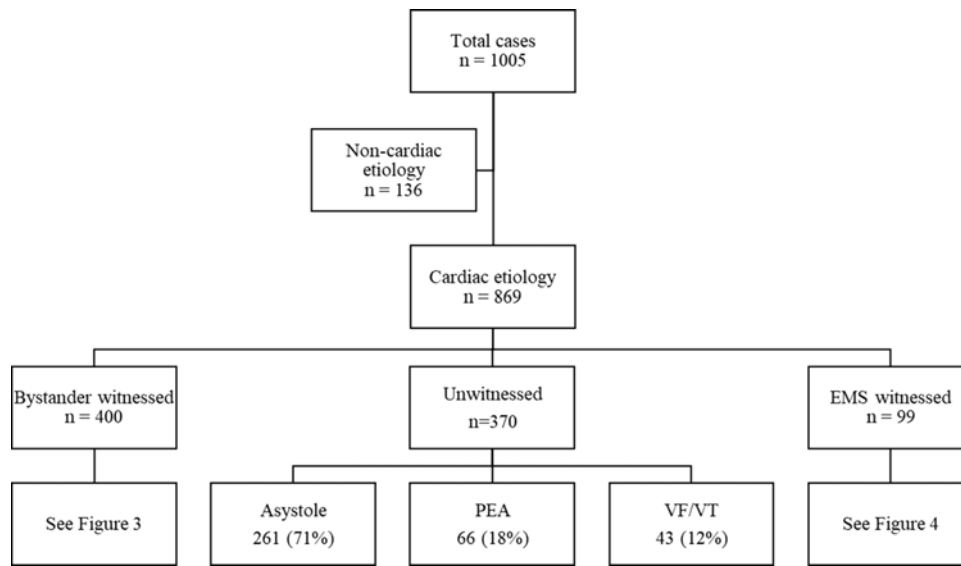 Total cases
n = 1005
Non-cardiac
etiology
n = 136
Cardiac etiology
n = 869
Bystander witnessed
n = 400
Unwitnessed
n=370
EMS witnessed
n = 99
See Figure 3
Asystole
261 (71%)
PEA
66 (18%)
VF/VT
43 (12%)
See Figure 4